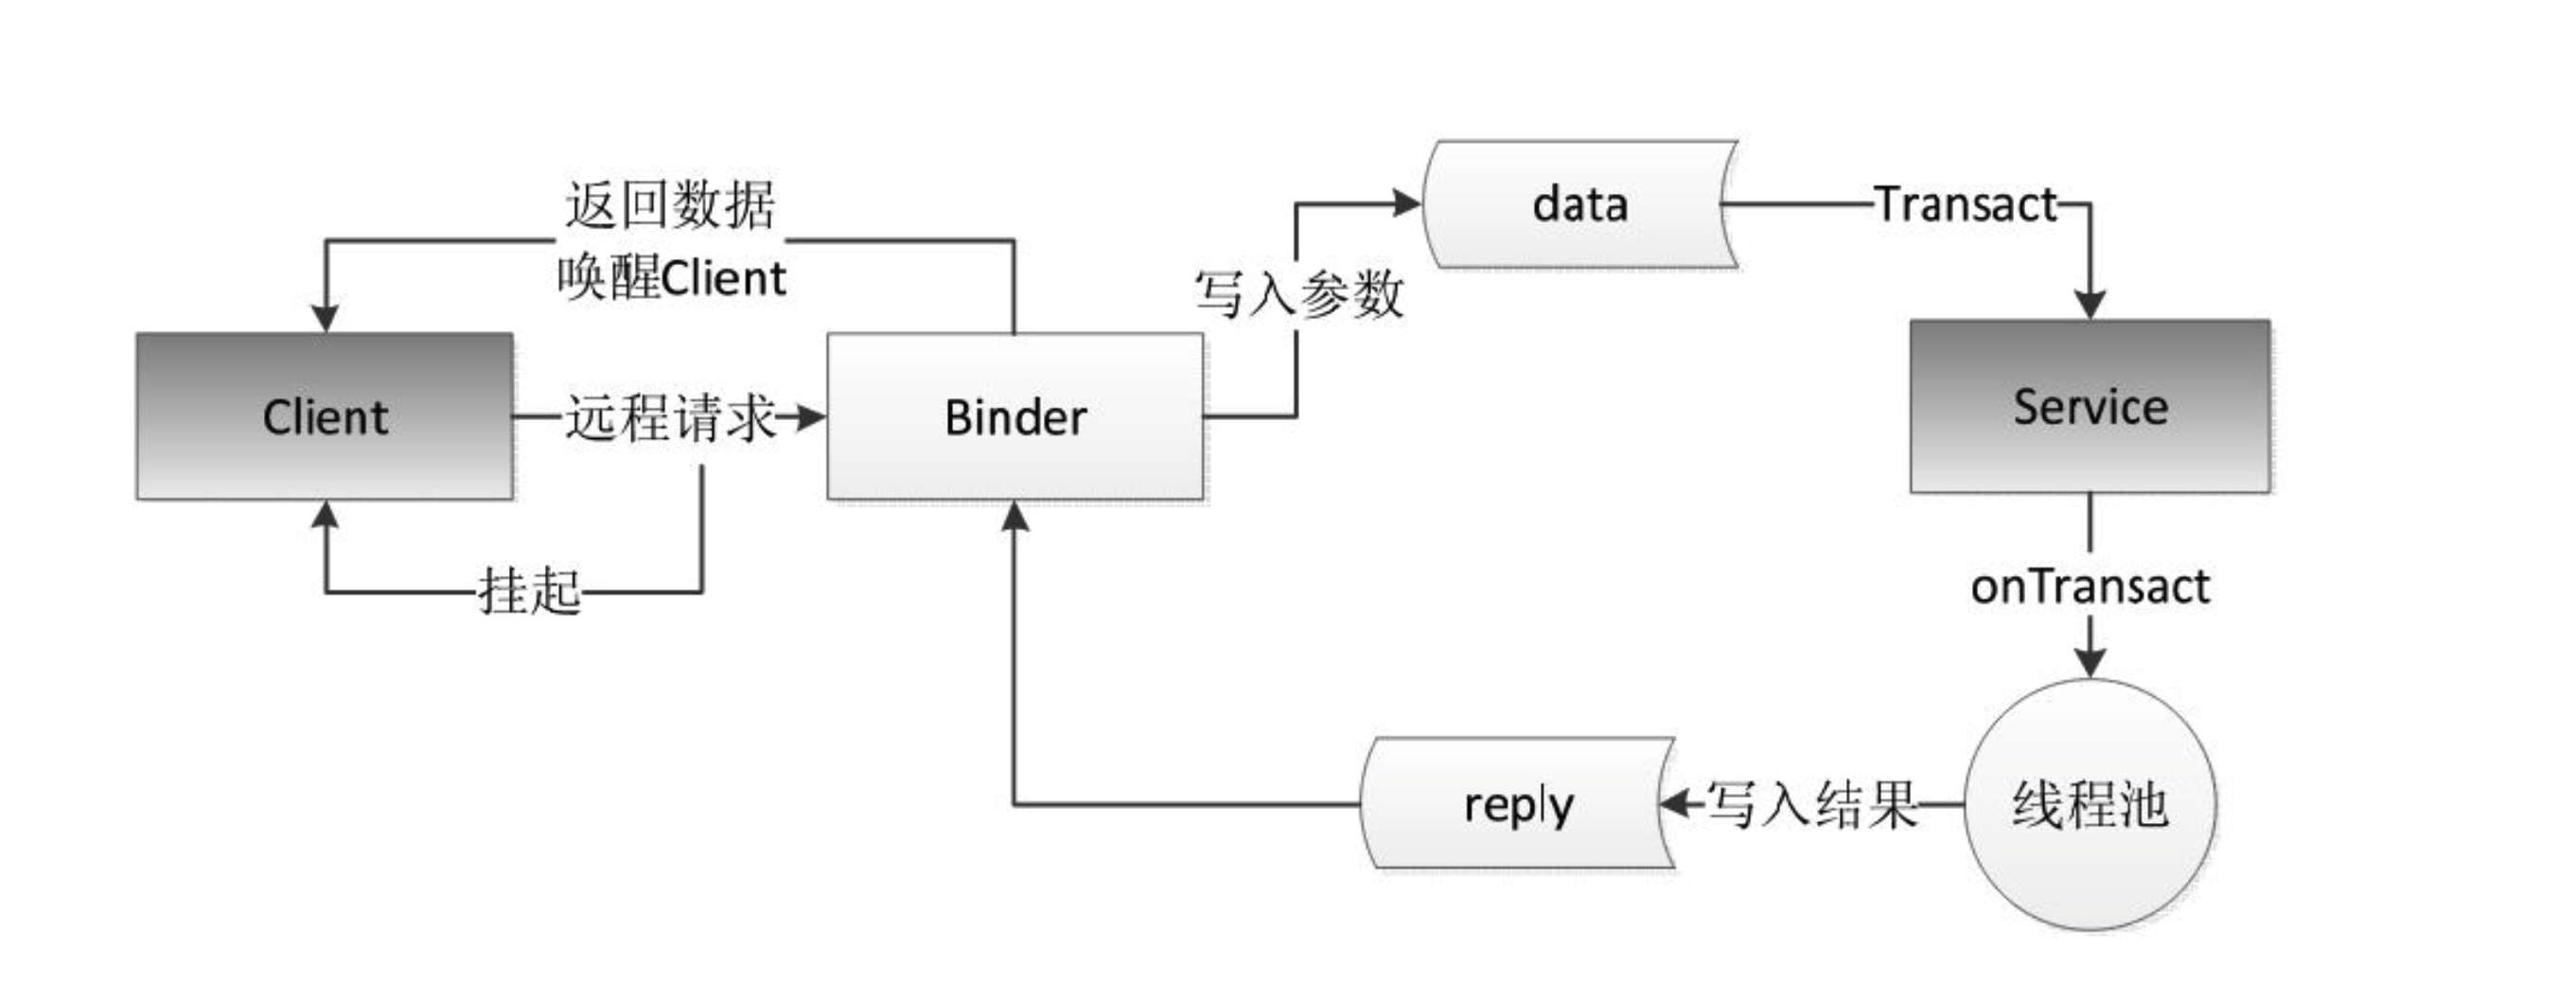 返回数据
唤醒Client
data
Transact
写入参数
Client
远程请求
Binder
Service
挂起
onTransact
reply
写入结果
线程池